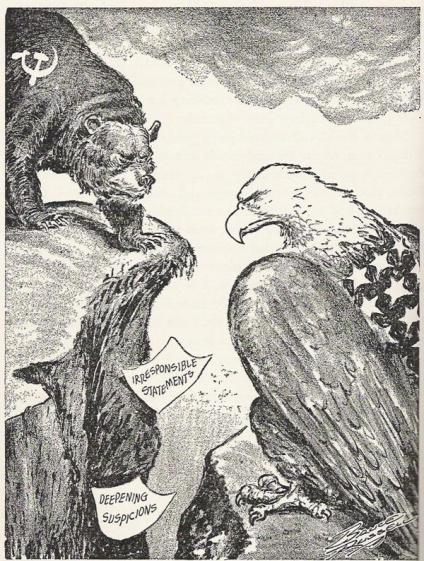 IRRESPONSIBLE
STATEMENTS
DEEPENING
SUSPICIONS